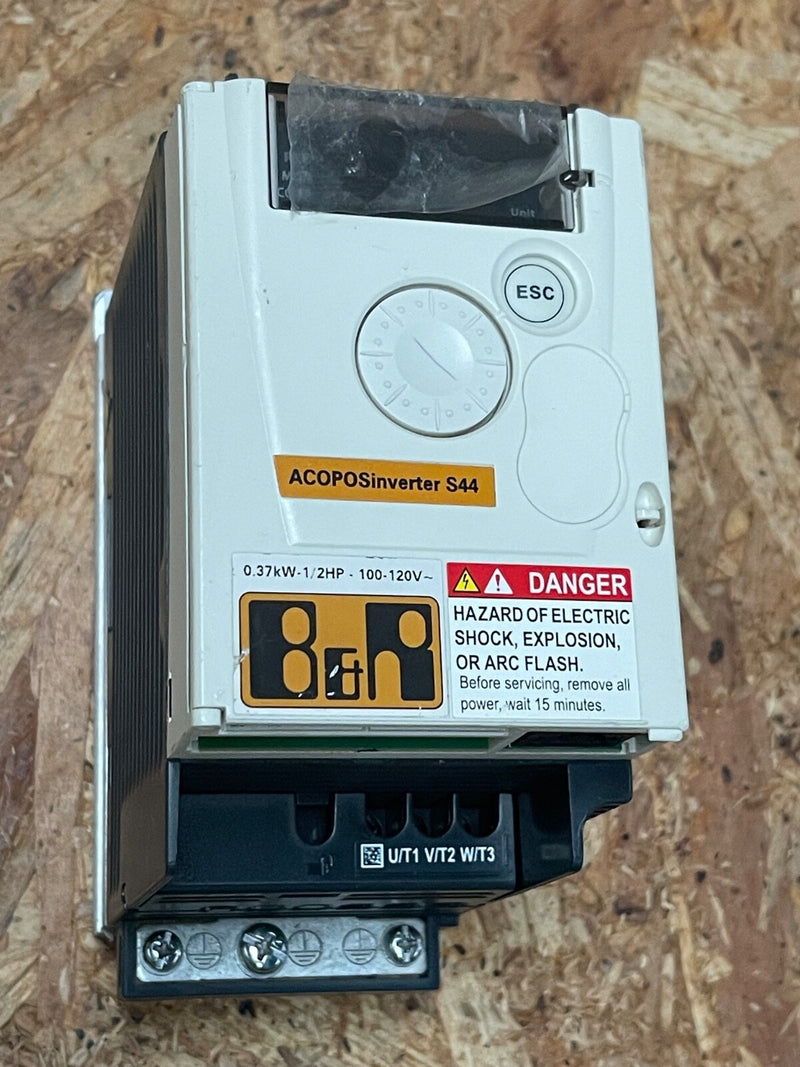 Unit
ESC
ACOPOSinverter S44
0.37kW-1/2HP - 100-120V~
B&R
DANGER
HAZARD OF ELECTRIC
SHOCK, EXPLOSION,
OR ARC FLASH.
Before servicing, remove all
power, wait 15 minutes.
U/T1 V/T2 W/T3